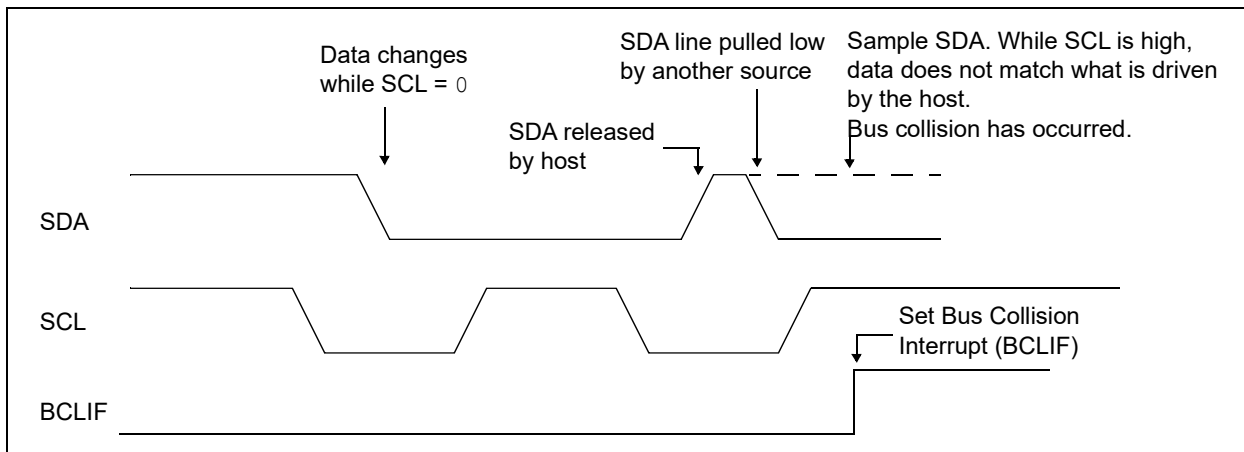 Data changes
while SCL = 0
SDA line pulled low
by another source
Sample SDA. While SCL is high,
data does not match what is driven
by the host.
Bus collision has occurred.
SDA released
by host
SDA
SCL
Set Bus Collision
Interrupt (BCLIF)
BCLIF